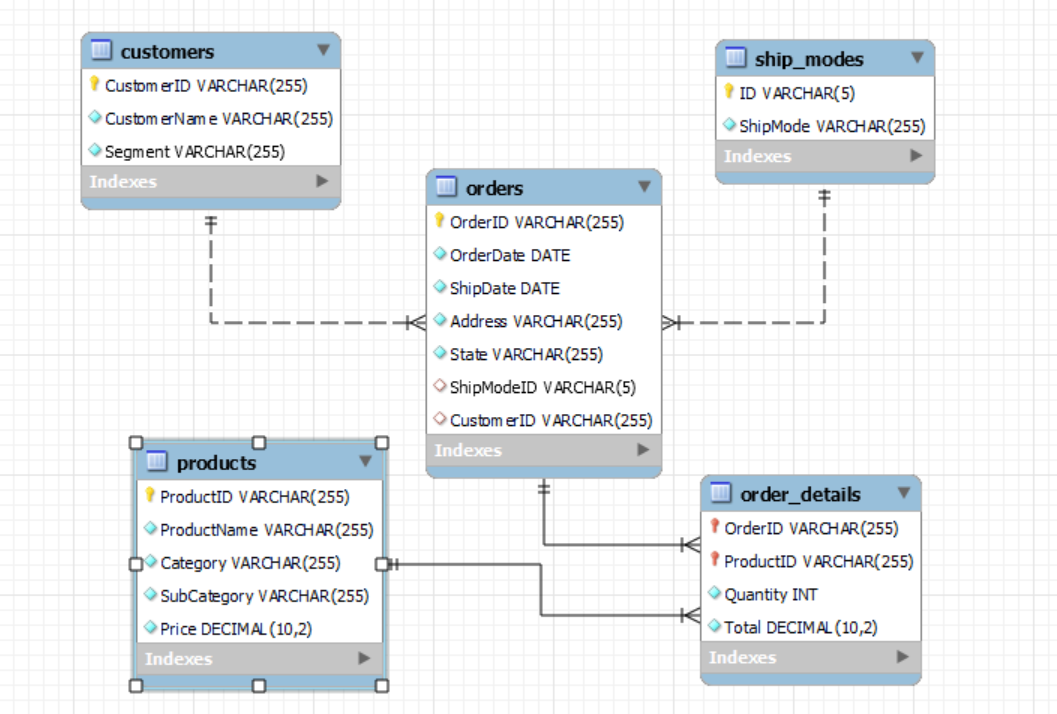 customers
CustomerID VARCHAR(255)
CustomerName VARCHAR(255)
Segment VARCHAR(255)
Indexes
ship_modes
ID VARCHAR(5)
ShipMode VARCHAR(255)
Indexes
orders
OrderID VARCHAR(255)
OrderDate DATE
ShipDate DATE
Address VARCHAR(255)
State VARCHAR(255)
ShipModeID VARCHAR(5)
CustomerID VARCHAR(255)
Indexes
products
ProductID VARCHAR(255)
ProductName VARCHAR(255)
Category VARCHAR(255)
SubCategory VARCHAR(255)
Price DECIMAL(10,2)
Indexes
order_details
OrderID VARCHAR(255)
ProductID VARCHAR(255)
Quantity INT
Total DECIMAL(10,2)
Indexes